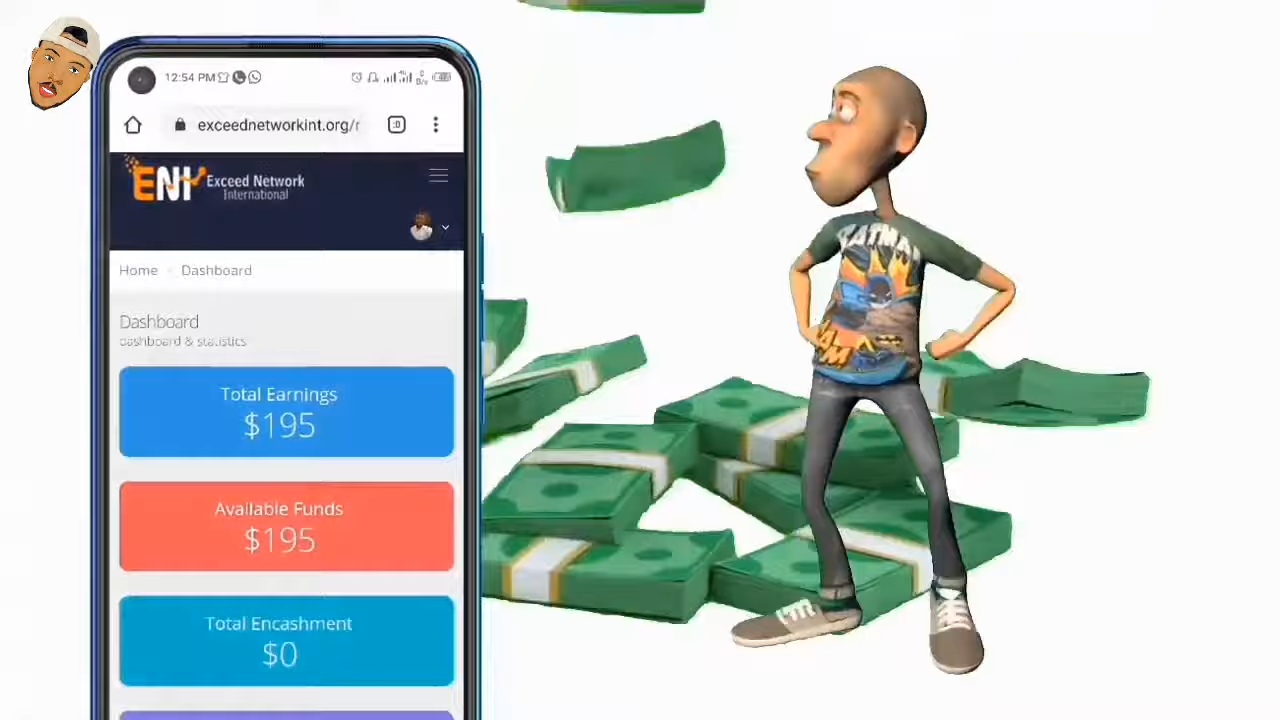 12:54 PM
exceednetworkint.org/r
ENI Exceed Network
International
Home Dashboard
Dashboard
dashboard & statistics
Total Earnings
$195
Available Funds
$195
Total Encashment
$0
BATMAN